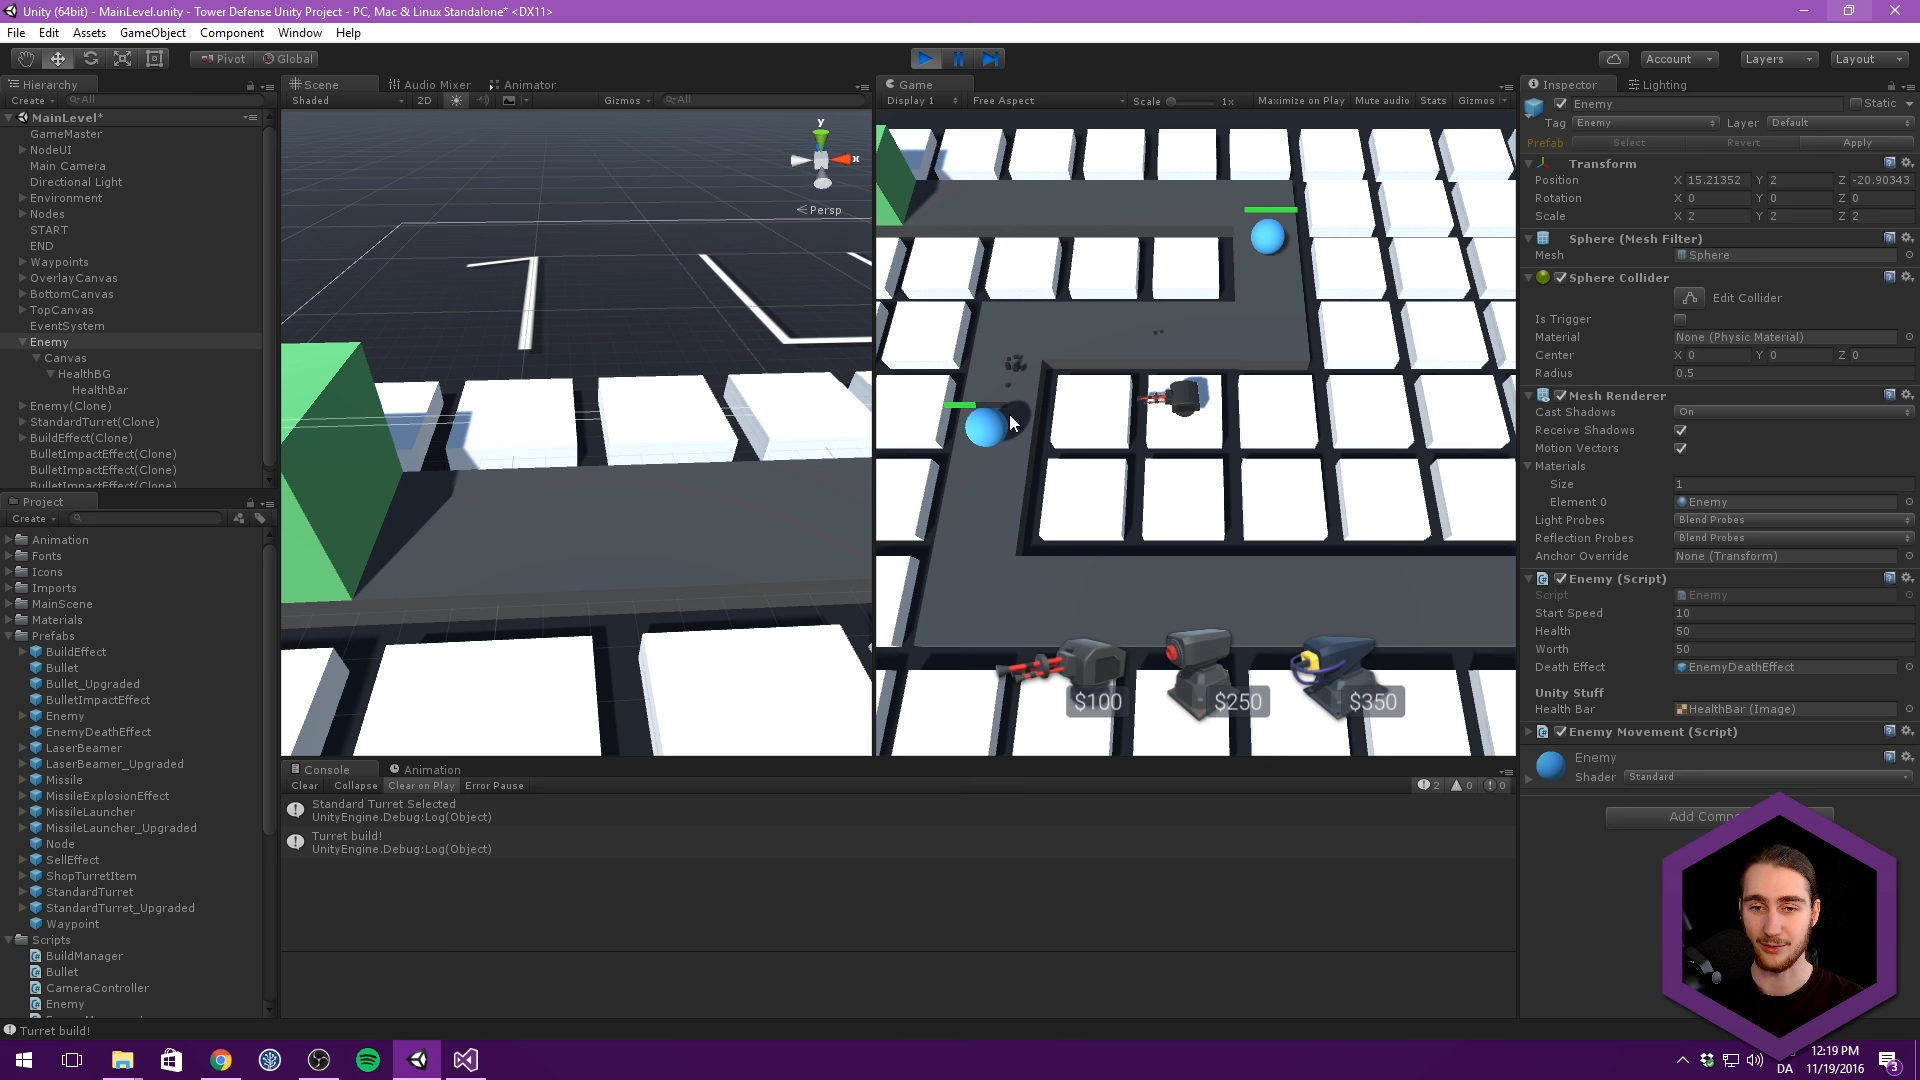 Unity (64bit) - MainLevel.unity - Tower Defense Unity Project - PC, Mac & Linux Standalone* <DX11>
File Edit Assets GameObject Component Window Help
Pivot Global Account Layers Layout
Hierarchy
Create All
MainLevel*
GameMaster
NodeUI
Main Camera
Directional Light
Environment
Nodes
START
END
Waypoints
OverlayCanvas
BottomCanvas
TopCanvas
EventSystem
Enemy
Canvas
HealthBG
HealthBar
Enemy(Clone)
StandardTurret(Clone)
BuildEffect(Clone)
BulletImpactEffect(Clone)
BulletImpactEffect(Clone)
BulletImpactEffect(Clone)
Project
Create
Animation
Fonts
Icons
Imports
MainScene
Materials
Prefabs
BuildEffect
Bullet
Bullet_Upgraded
BulletImpactEffect
Enemy
EnemyDeathEffect
LaserBeamer
LaserBeamer_Upgraded
Missile
MissileExplosionEffect
MissileLauncher
MissileLauncher_Upgraded
Node
SellEffect
ShopTurretItem
StandardTurret
StandardTurret_Upgraded
Waypoint
Scripts
BuildManager
Bullet
CameraController
Enemy
Scene Audio Mixer Animator
Shaded 2D Gizmos All
y
x
Persp
Game
Display 1 Free Aspect Scale 1x Maximize on Play Mute audio Stats Gizmos
$100 $250 $350
Console Animation
Clear Collapse Clear on Play Error Pause 2 0 0
Standard Turret Selected
UnityEngine.Debug:Log(Object)
Turret build!
UnityEngine.Debug:Log(Object)
Inspector Lighting
Enemy Static
Tag Enemy Layer Default
Prefab Select Revert Apply
Transform
Position X 15.21352 Y 2 Z -20.90343
Rotation X 0 Y 0 Z 0
Scale X 2 Y 2 Z 2
Sphere (Mesh Filter)
Mesh Sphere
Sphere Collider
Edit Collider
Is Trigger
Material None (Physic Material)
Center X 0 Y 0 Z 0
Radius 0.5
Mesh Renderer
Cast Shadows On
Receive Shadows
Motion Vectors
Materials
Size 1
Element 0 Enemy
Light Probes Blend Probes
Reflection Probes Blend Probes
Anchor Override None (Transform)
Enemy (Script)
Script Enemy
Start Speed 10
Health 50
Worth 50
Death Effect EnemyDeathEffect
Unity Stuff
Health Bar HealthBar (Image)
Enemy Movement (Script)
Enemy
Shader Standard
Add Comp
Turret build!
DA
12:19 PM
11/19/2016
3